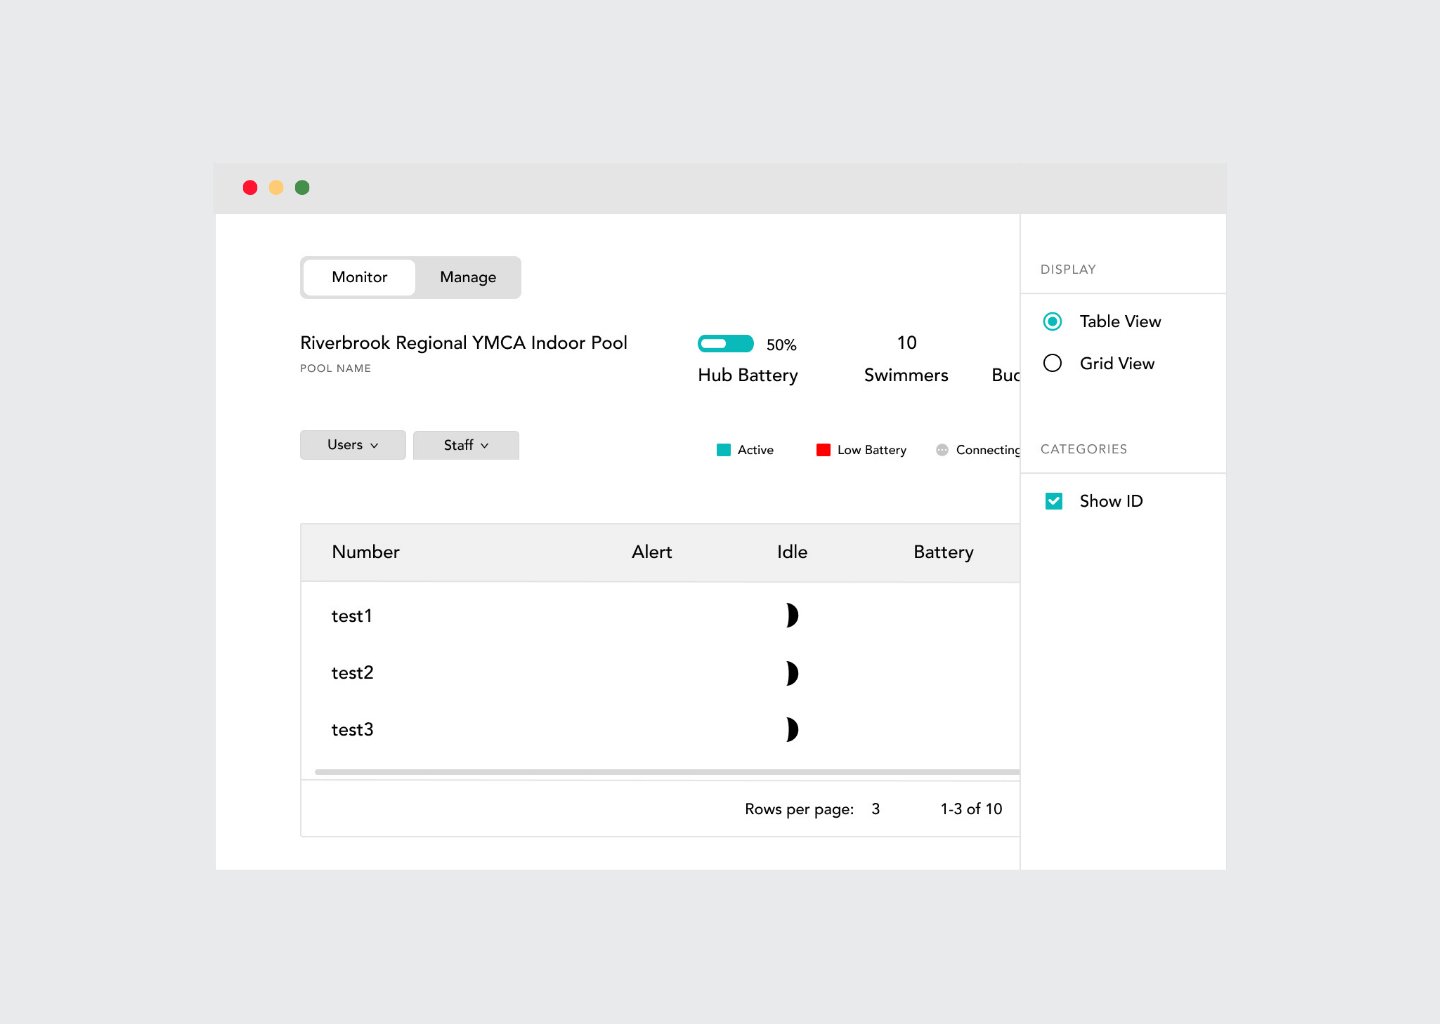 Monitor Manage
Riverbrook Regional YMCA Indoor Pool
POOL NAME
50%
Hub Battery
10
Swimmers
Users Staff
Active Low Battery Connecting
Number Alert Idle Battery
test1
test2
test3
Rows per page: 3 1-3 of 10
DISPLAY
Table View
Grid View
CATEGORIES
Show ID